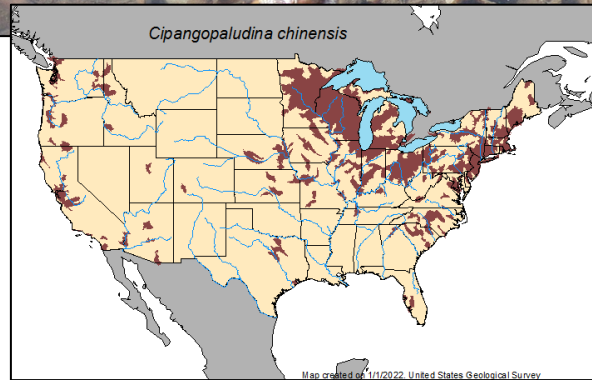 Cipangopaludina chinensis
Map created on 1/1/2022. United States Geological Survey